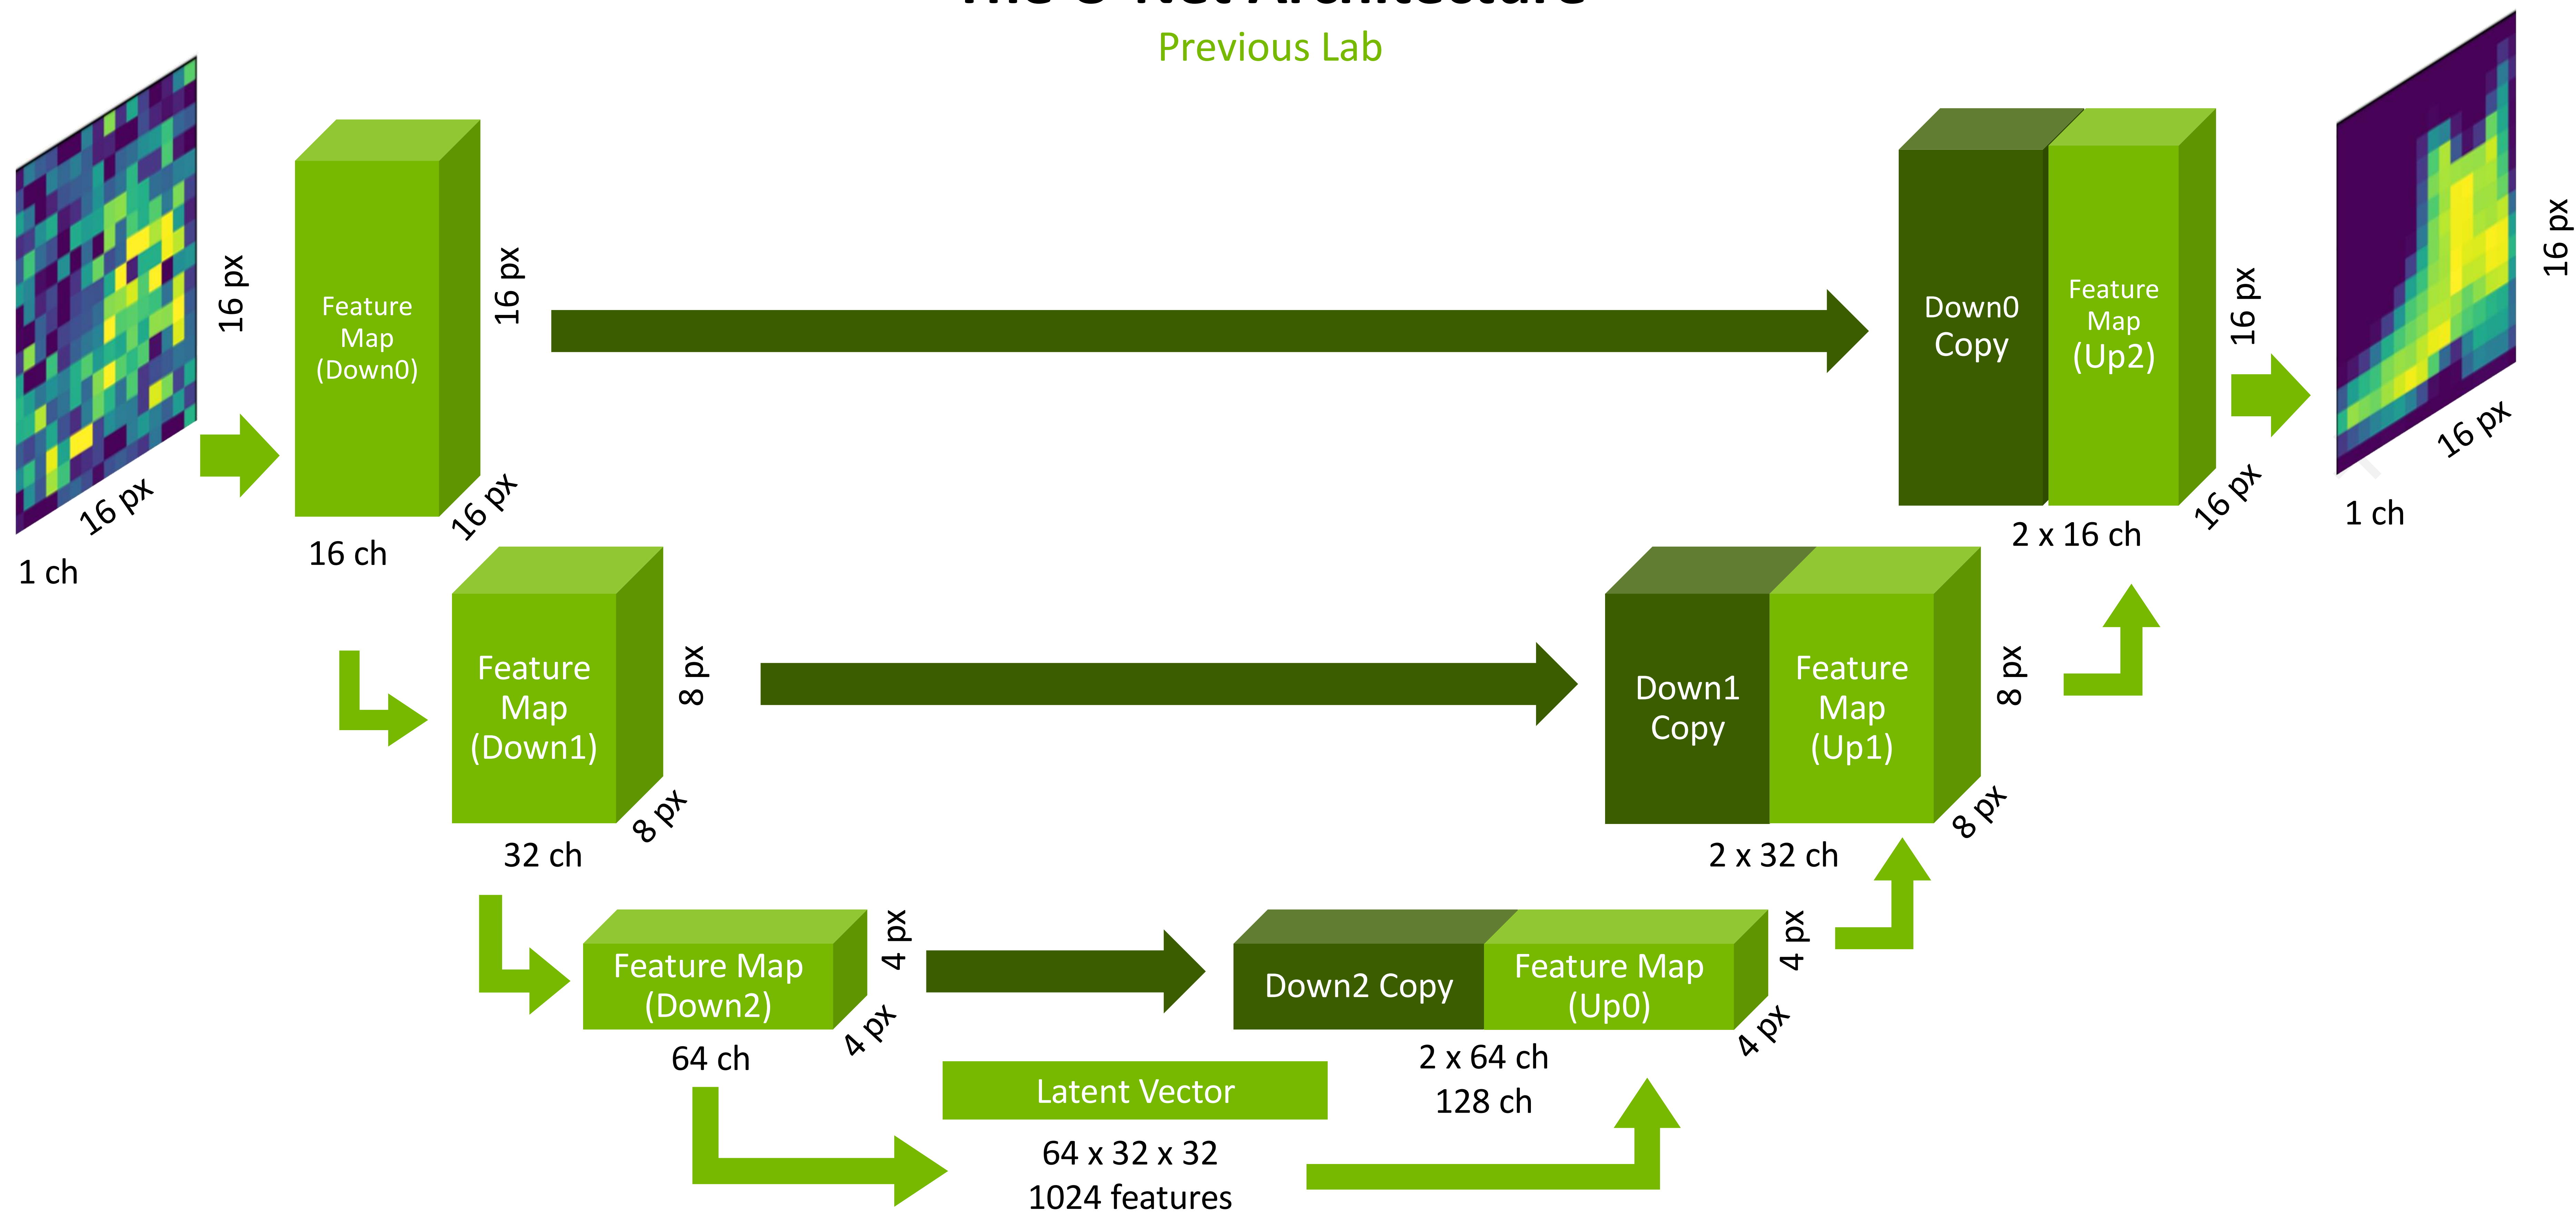 The U-Net Architecture
Previous Lab
16 px
16 px
1 ch
Feature
Map
(Down0)
16 px
16 px
16 ch
Down0
Copy
Feature
Map
(Up2)
16 px
16 px
2 x 16 ch
16 px
16 px
1 ch
Feature
Map
(Down1)
8 px
8 px
32 ch
Down1
Copy
Feature
Map
(Up1)
8 px
8 px
2 x 32 ch
Feature Map
(Down2)
4 px
4 px
64 ch
Down2 Copy
Feature Map
(Up0)
4 px
4 px
2 x 64 ch
128 ch
Latent Vector
64 x 32 x 32
1024 features